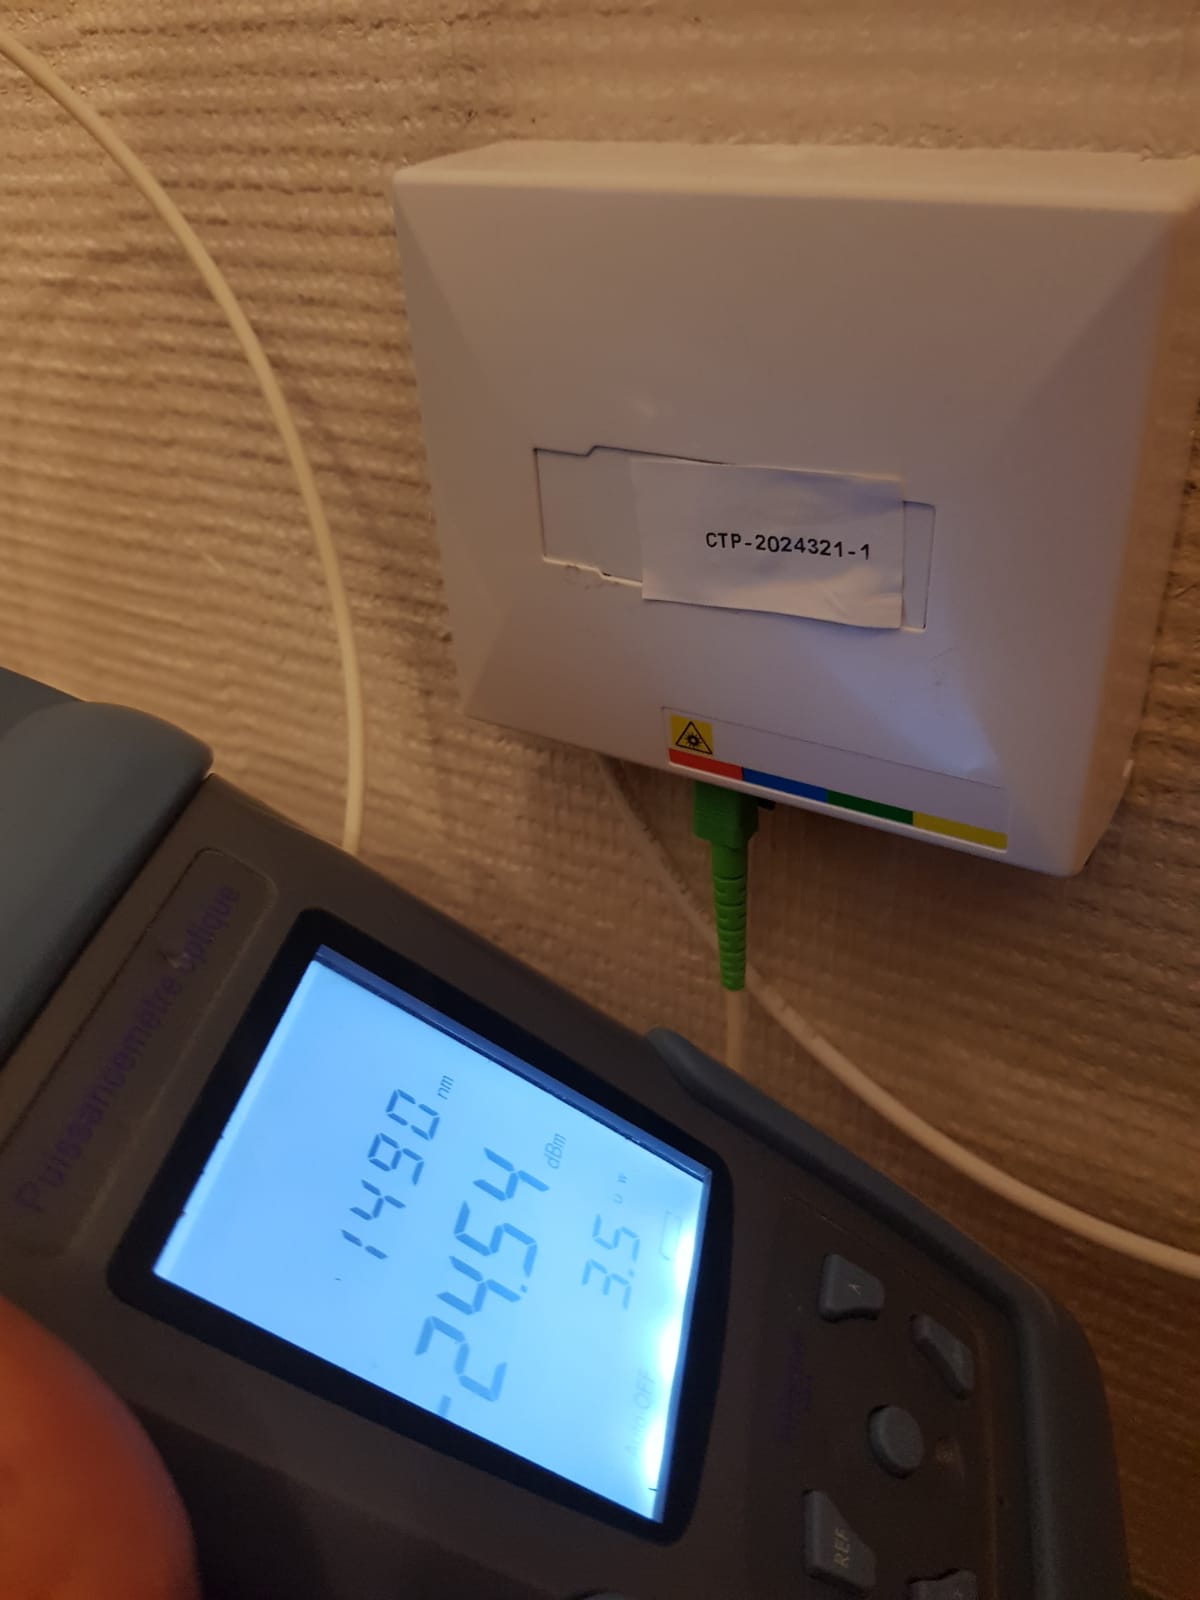 CTP-2024321-1
Puissancemètre optique
1490 nm
-24.54 dBm
3.5 uW
Auto OFF
REF